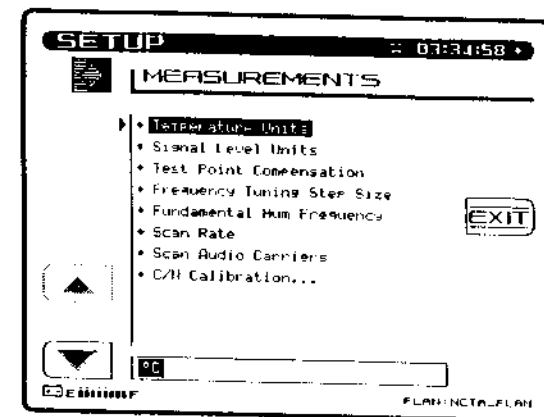 SETUP 03:34:58
MEASUREMENTS
Temperature Units
Signal Level Units
Test Point Compensation
Frequency Tuning Step Size
Fundamental Hum Frequency
Scan Rate
Scan Audio Carriers
C/N Calibration...
EXIT
°C
E F
PLAN:NCTA_PLAN